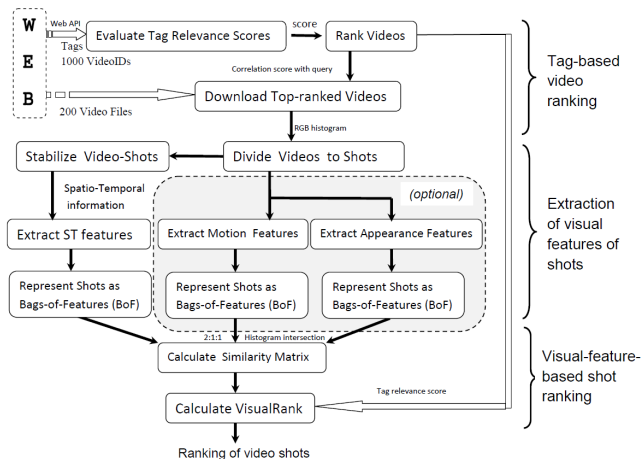 W
E
B
Web API
Tags
1000 VideoIDs
Evaluate Tag Relevance Scores
score
Rank Videos
Correlation score with query
200 Video Files
Download Top-ranked Videos
RGB histogram
Tag-based
video
ranking
Stabilize Video-Shots
Divide Videos to Shots
Spatio-Temporal
information
(optional)
Extract ST features
Extract Motion Features
Extract Appearance Features
Represent Shots as
Bags-of-Features (BoF)
Represent Shots as
Bags-of-Features (BoF)
Represent Shots as
Bags-of-Features (BoF)
Extraction
of visual
features of
shots
2:1:1
Histogram intersection
Calculate Similarity Matrix
Calculate VisualRank
Tag relevance score
Visual-feature-
based shot
ranking
Ranking of video shots